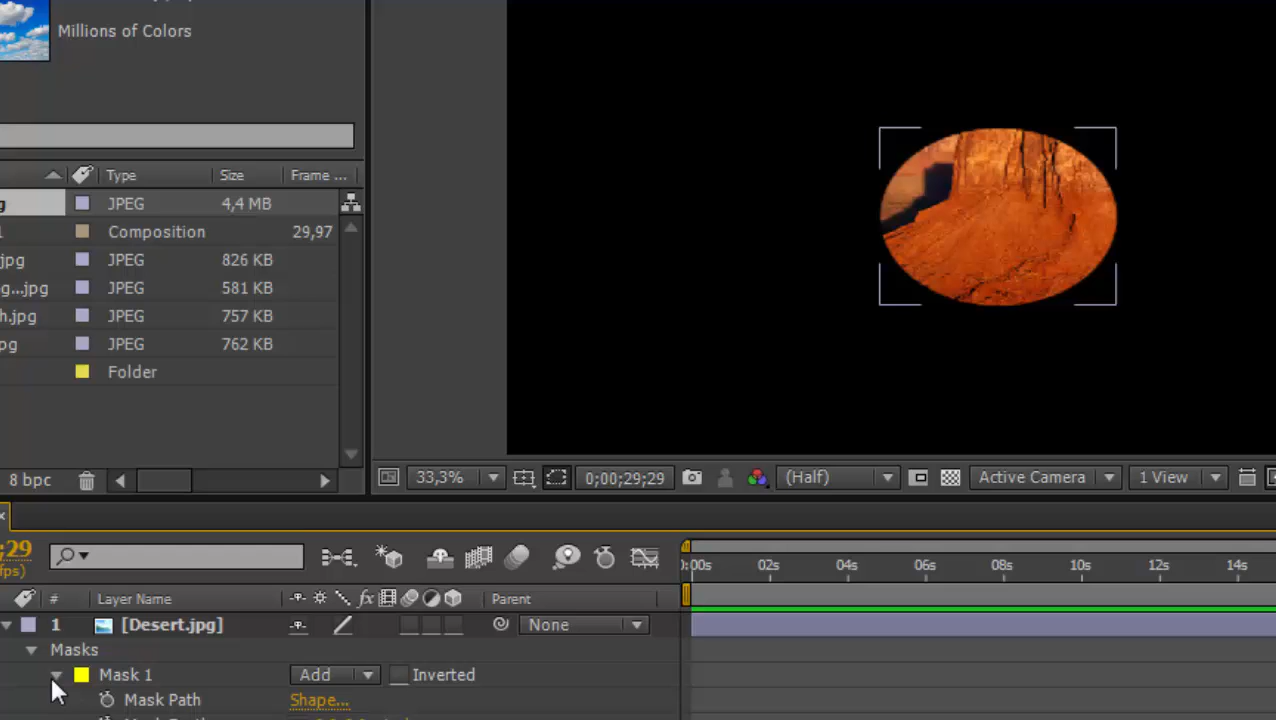 Millions of Colors
Type Size Frame ...
g JPEG 4,4 MB
Composition 29,97
jpg JPEG 826 KB
g...jpg JPEG 581 KB
h.jpg JPEG 757 KB
pg JPEG 762 KB
Folder
8 bpc
33,3% 0;00;29;29 (Half) Active Camera 1 View
;29
fps)
:00s 02s 04s 06s 08s 10s 12s 14s
# Layer Name fx Parent
1 [Desert.jpg] None
Masks
Mask 1 Add Inverted
Mask Path Shape...